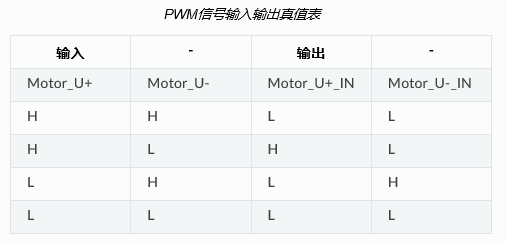 PWM信号输入输出真值表
输入 - 输出 -
Motor_U+ Motor_U- Motor_U+_IN Motor_U-_IN
H H L L
H L H L
L H L H
L L L L